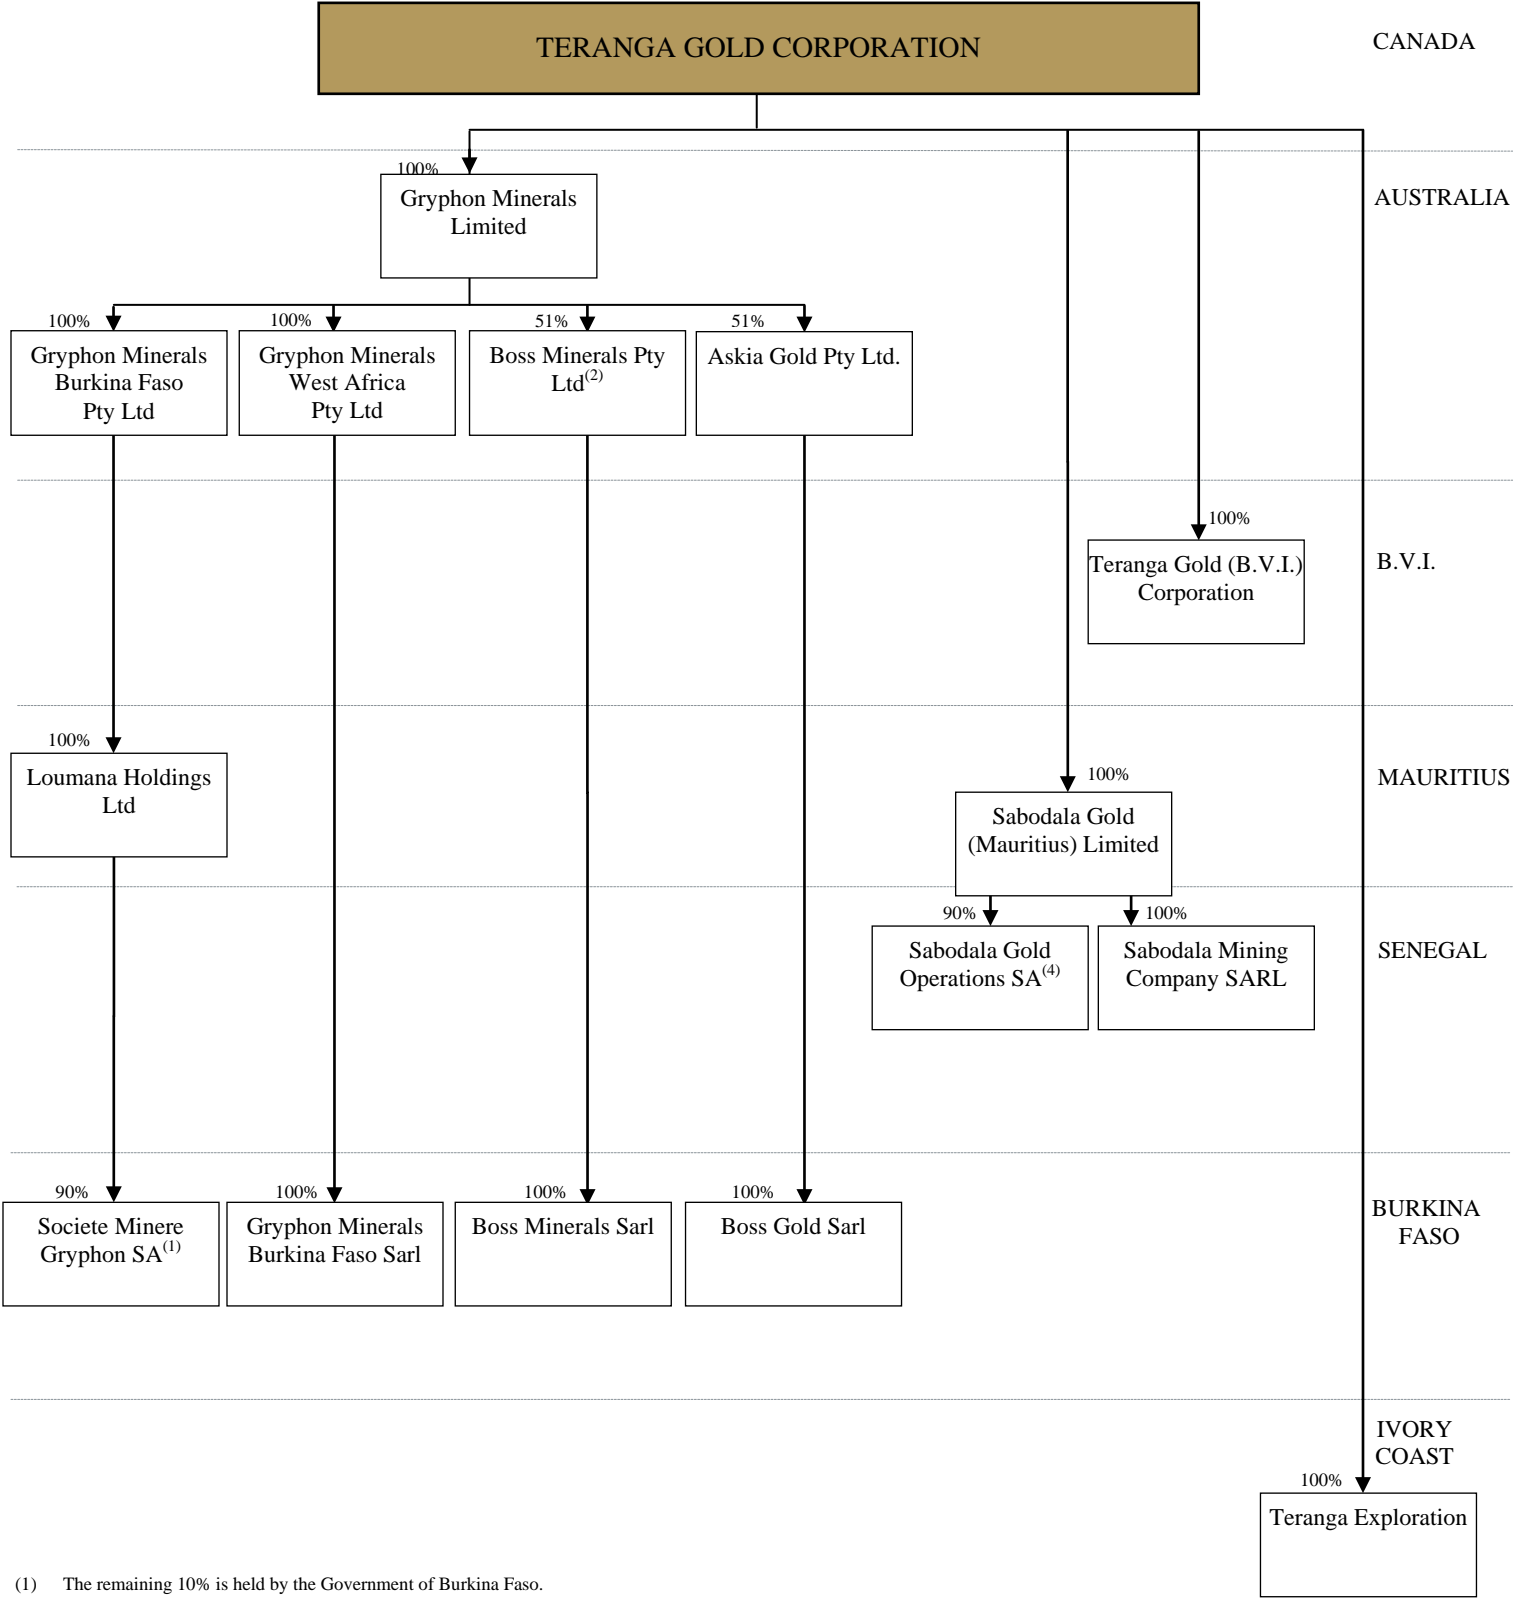 TERANGA GOLD CORPORATION
CANADA
100%
Gryphon Minerals
Limited
AUSTRALIA
100%
100%
51%
51%
Gryphon Minerals
Burkina Faso
Pty Ltd
Gryphon Minerals
West Africa
Pty Ltd
Boss Minerals Pty
Ltd(2)
Askia Gold Pty Ltd.
100%
Teranga Gold (B.V.I.)
Corporation
B.V.I.
100%
Loumana Holdings
Ltd
100%
Sabodala Gold
(Mauritius) Limited
MAURITIUS
90%
100%
Sabodala Gold
Operations SA(4)
Sabodala Mining
Company SARL
SENEGAL
90%
100%
100%
100%
Societe Minere
Gryphon SA(1)
Gryphon Minerals
Burkina Faso Sarl
Boss Minerals Sarl
Boss Gold Sarl
BURKINA
FASO
IVORY
COAST
100%
Teranga Exploration
(1) The remaining 10% is held by the Government of Burkina Faso.